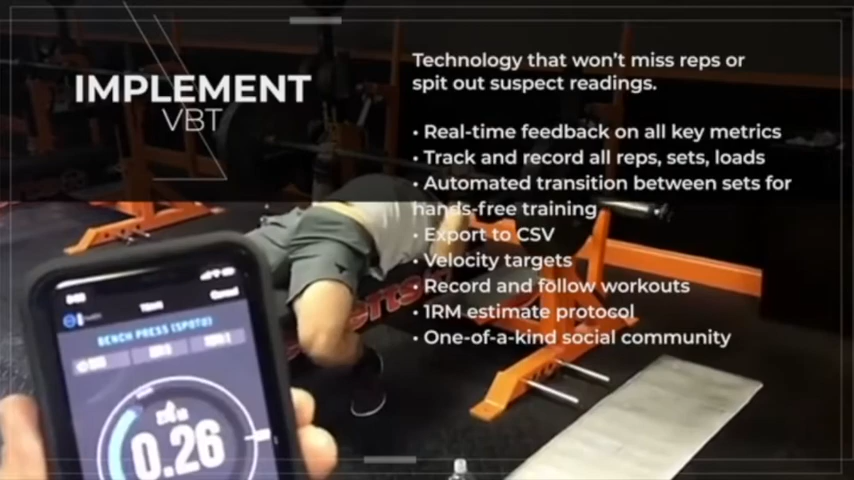 IMPLEMENT
VBT
Technology that won't miss reps or
spit out suspect readings.
• Real-time feedback on all key metrics
• Track and record all reps, sets, loads
• Automated transition between sets for
hands-free training
• Export to CSV
• Velocity targets
• Record and follow workouts
• 1RM estimate protocol
• One-of-a-kind social community
Cancel
BENCH PRESS (SPOTO)
0.26